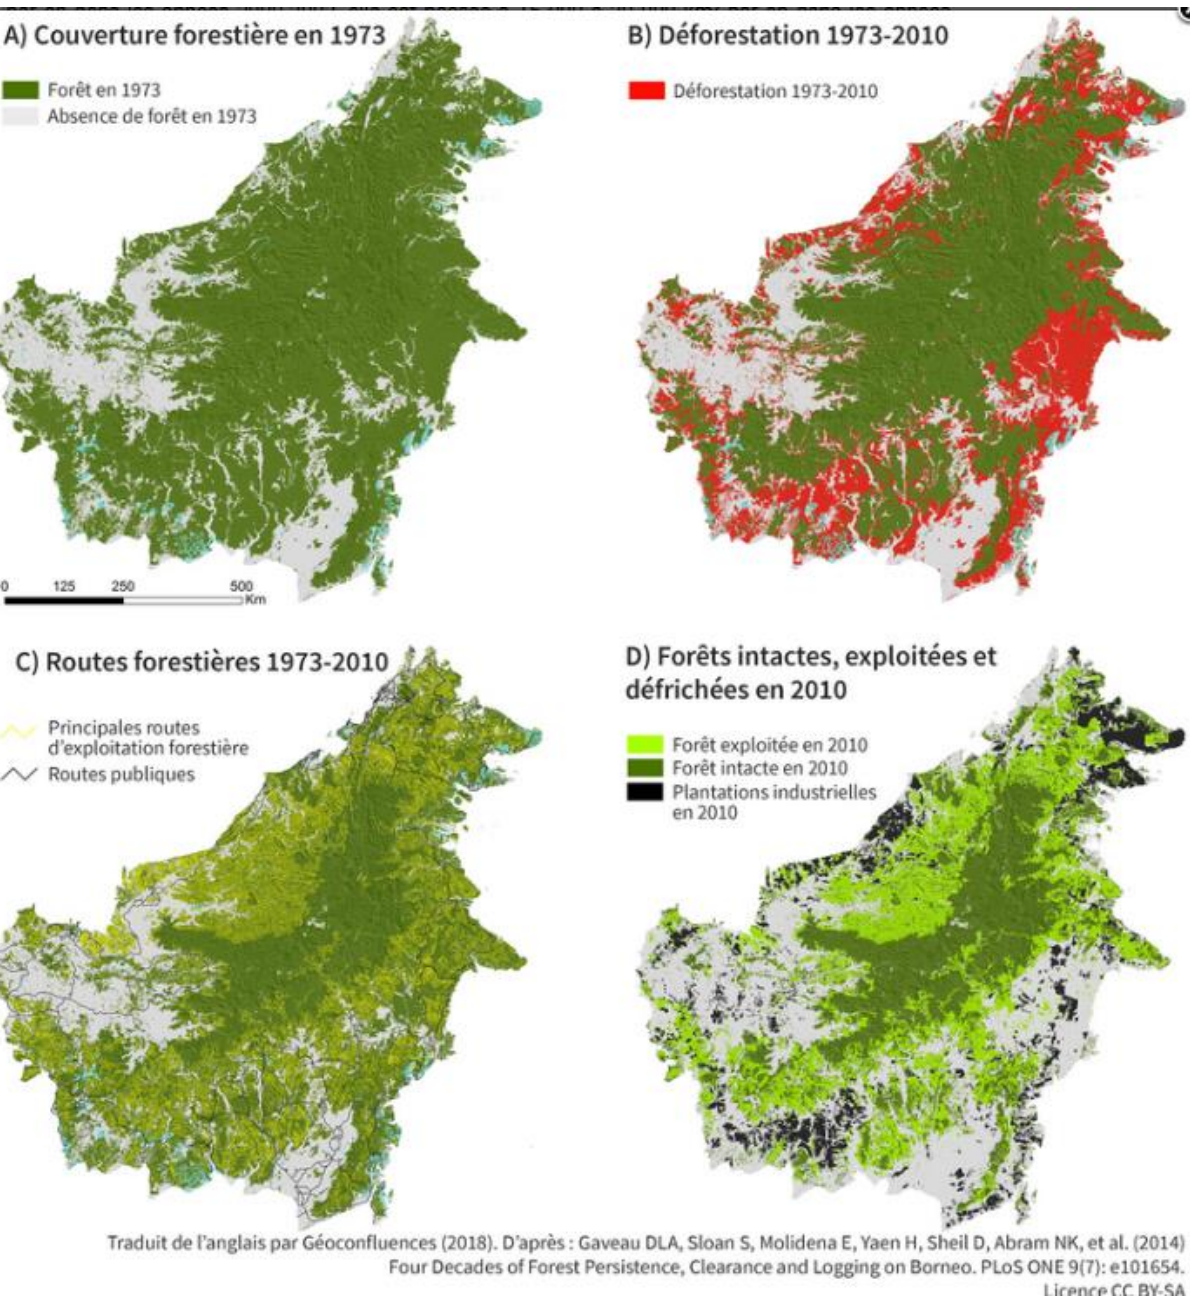 A) Couverture forestière en 1973
Forêt en 1973
Absence de forêt en 1973
0 125 250 500
Km
B) Déforestation 1973-2010
Déforestation 1973-2010
C) Routes forestières 1973-2010
Principales routes
d'exploitation forestière
Routes publiques
D) Forêts intactes, exploitées et
défrichées en 2010
Forêt exploitée en 2010
Forêt intacte en 2010
Plantations industrielles
en 2010
Traduit de l'anglais par Géoconfluences (2018). D'après : Gaveau DLA, Sloan S, Molidena E, Yaen H, Sheil D, Abram NK, et al. (2014)
Four Decades of Forest Persistence, Clearance and Logging on Borneo. PLoS ONE 9(7): e101654.
Licence CC BY-SA